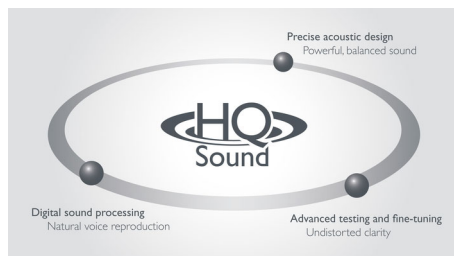 Precise acoustic design
Powerful, balanced sound
HQ
Sound
Digital sound processing
Natural voice reproduction
Advanced testing and fine-tuning
Undistorted clarity